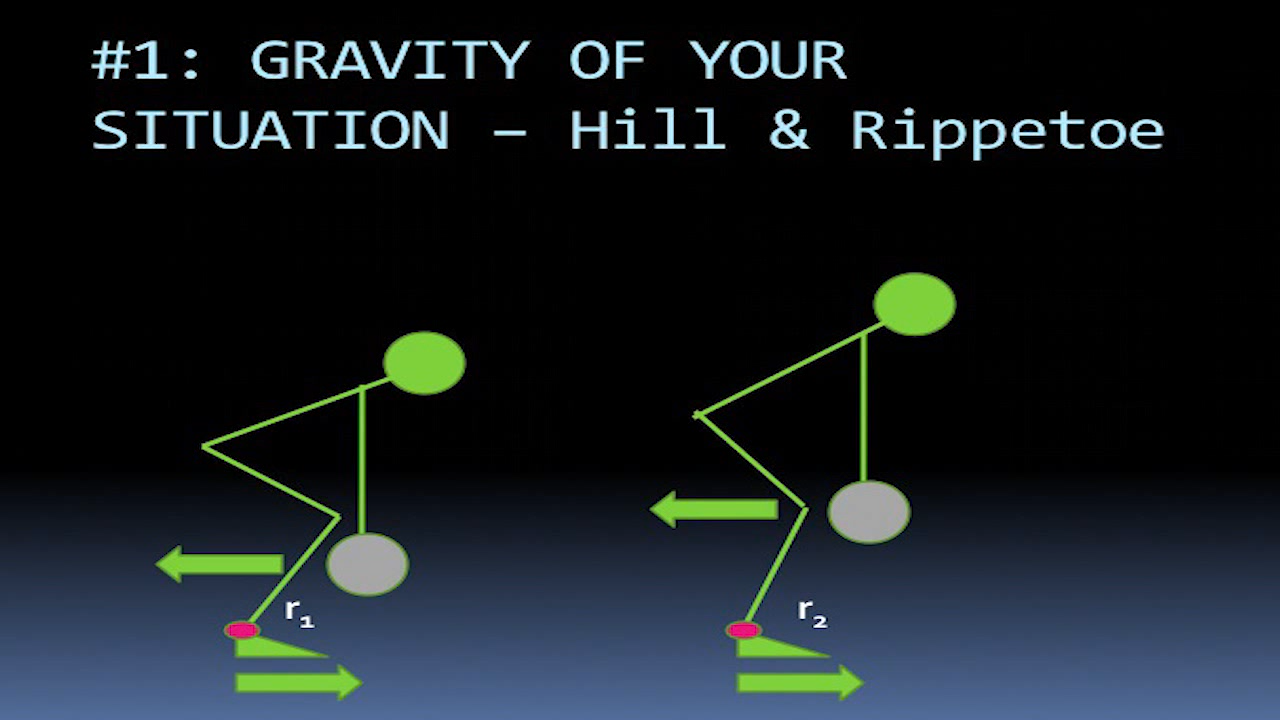 #1: GRAVITY OF YOUR
SITUATION – Hill & Rippetoe
r₁
r₂